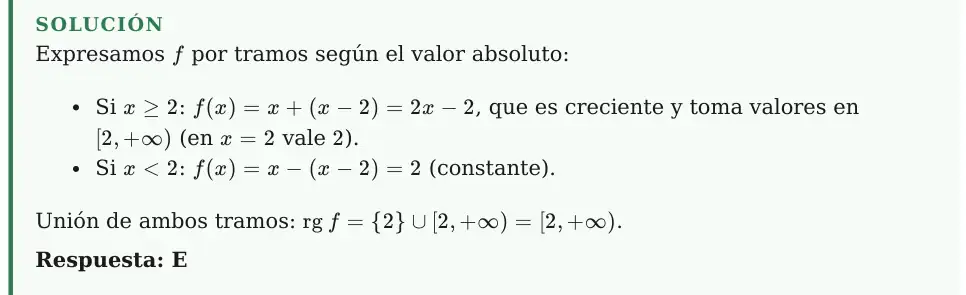 SOLUCIÓN
Expresamos f por tramos según el valor absoluto:
• Si x ≥ 2: f(x) = x + (x − 2) = 2x − 2, que es creciente y toma valores en
[2, +∞) (en x = 2 vale 2).
• Si x < 2: f(x) = x − (x − 2) = 2 (constante).
Unión de ambos tramos: rg f = {2} ∪ [2, +∞) = [2, +∞).
Respuesta: E